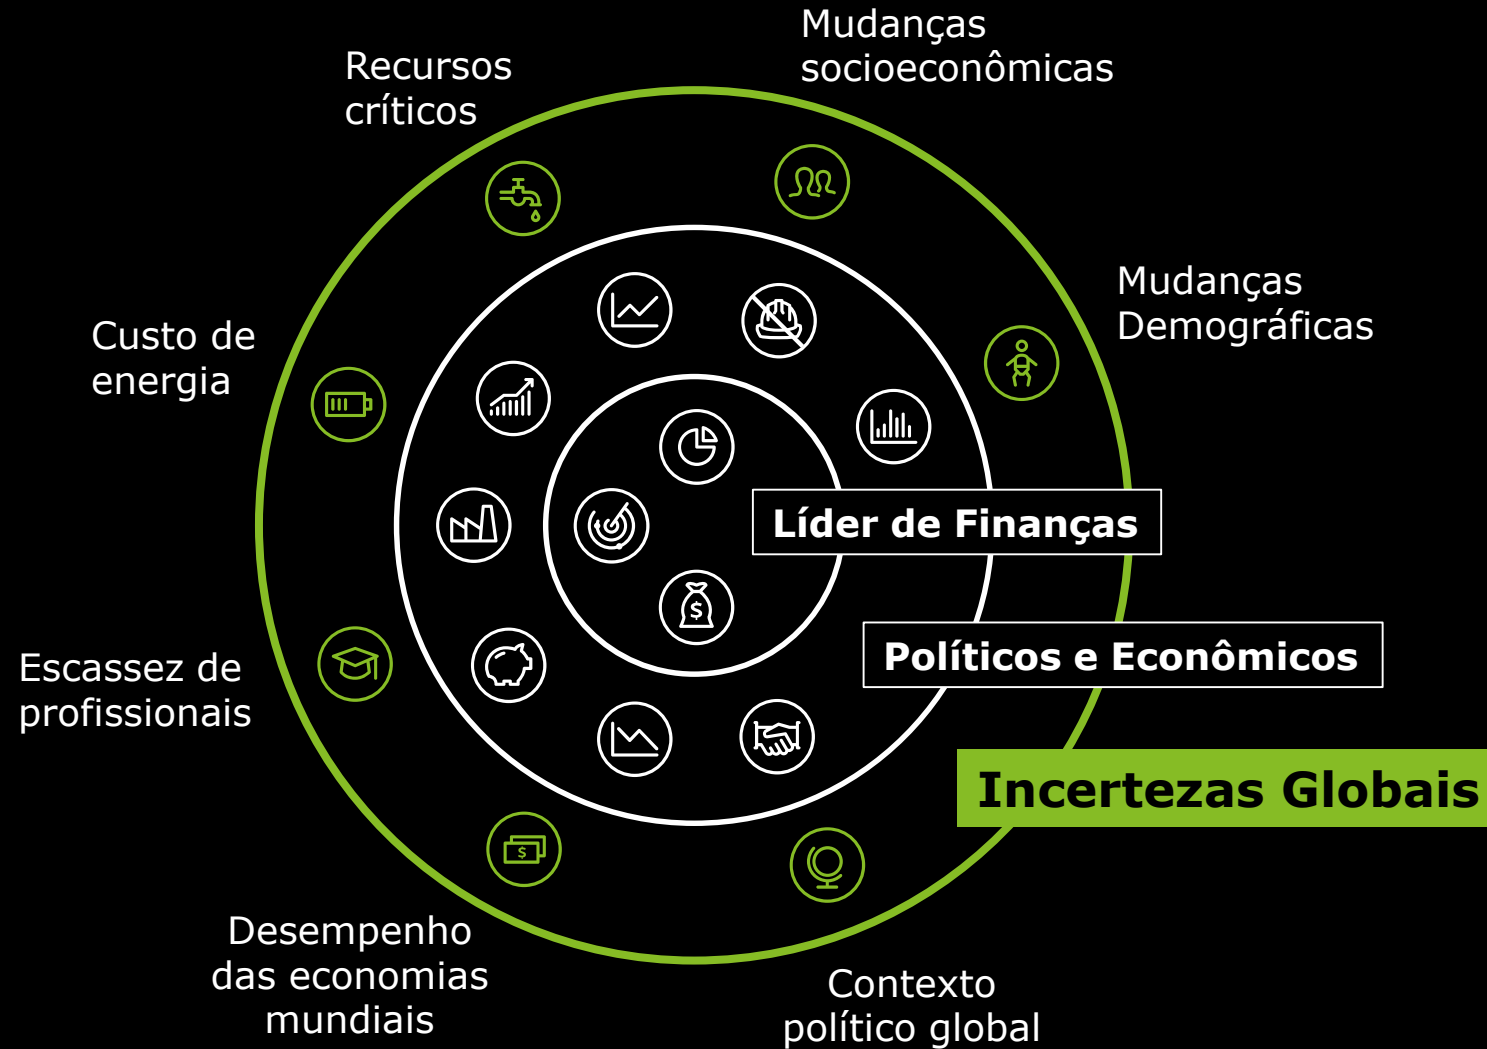 Mudanças
socioeconômicas
Recursos
críticos
Mudanças
Demográficas
Custo de
energia
Líder de Finanças
Políticos e Econômicos
Escassez de
profissionais
Incertezas Globais
$
$
Desempenho
das economias
mundiais
Contexto
político global